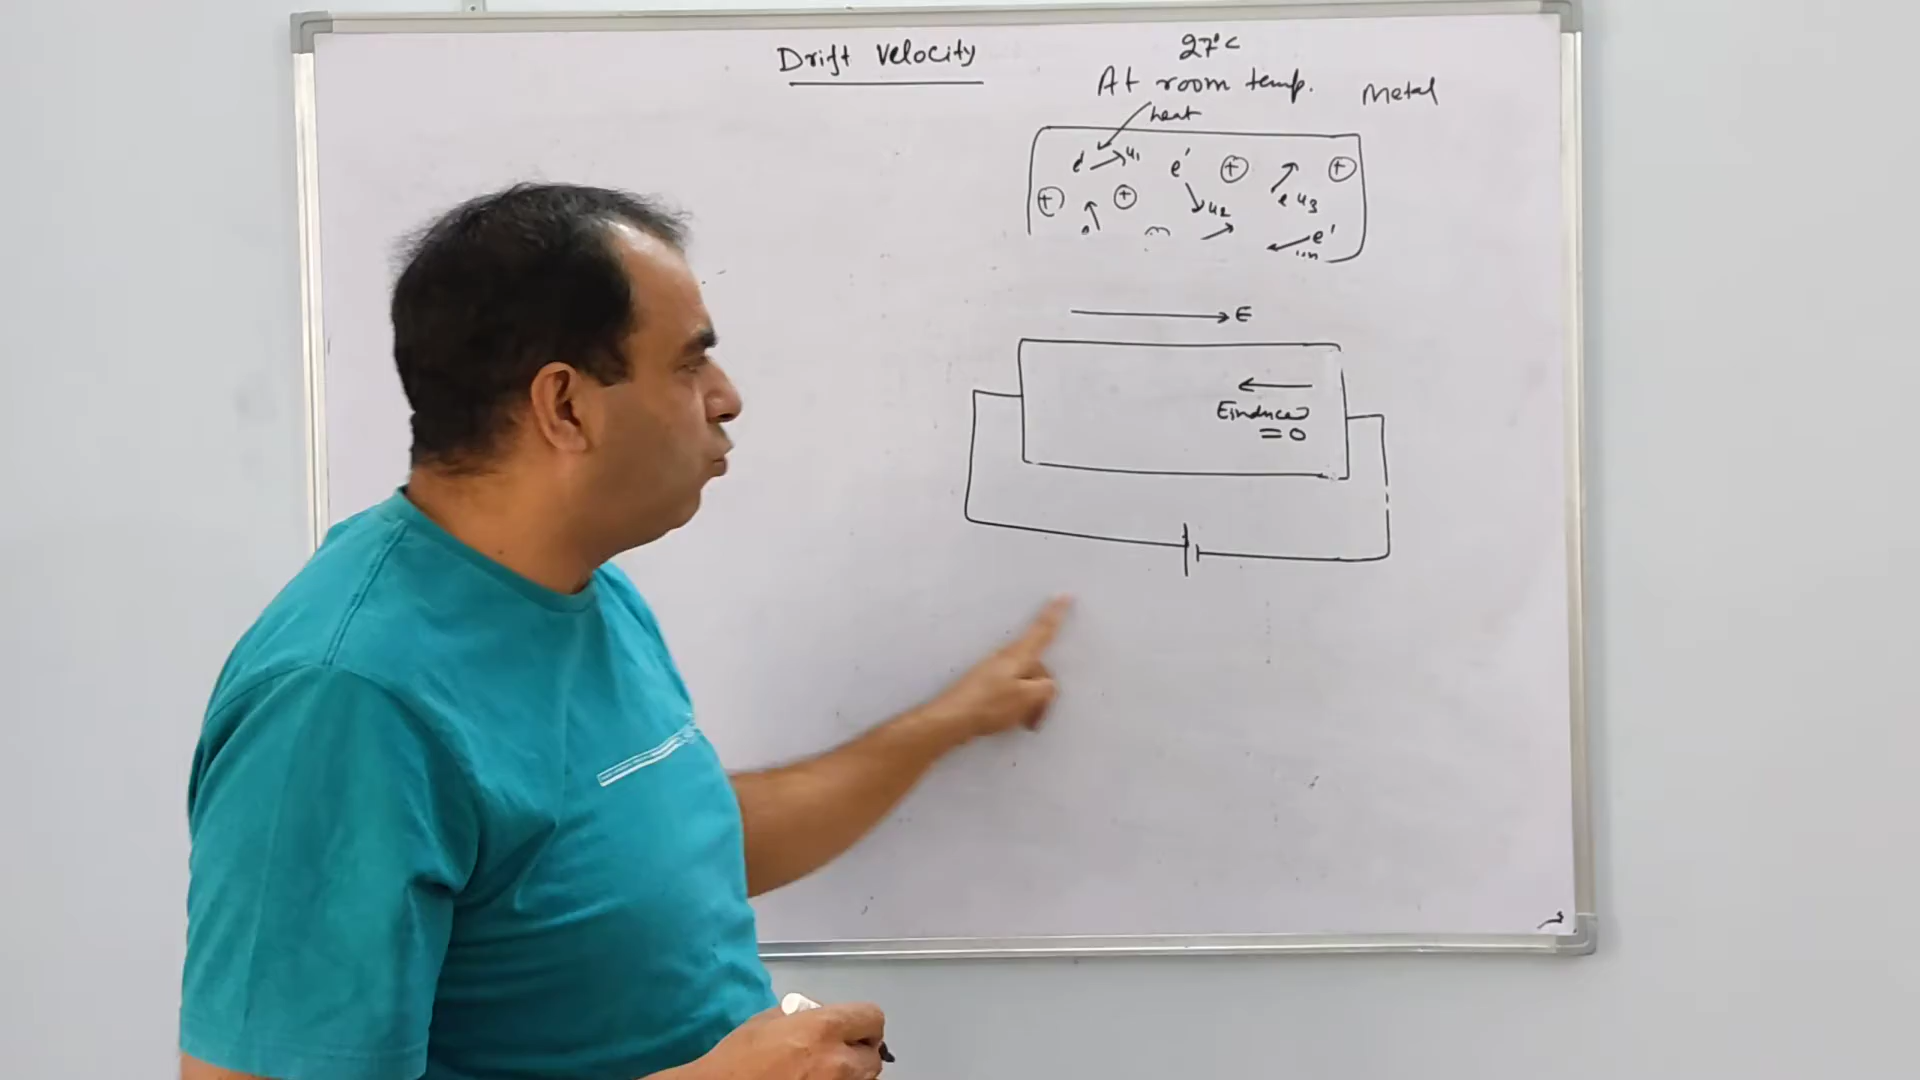 Drift Velocity
27°C
At room temp.
Metal
heat
e u1 e' + e u3 +
+ + u2
e'
E
Einduced
= 0